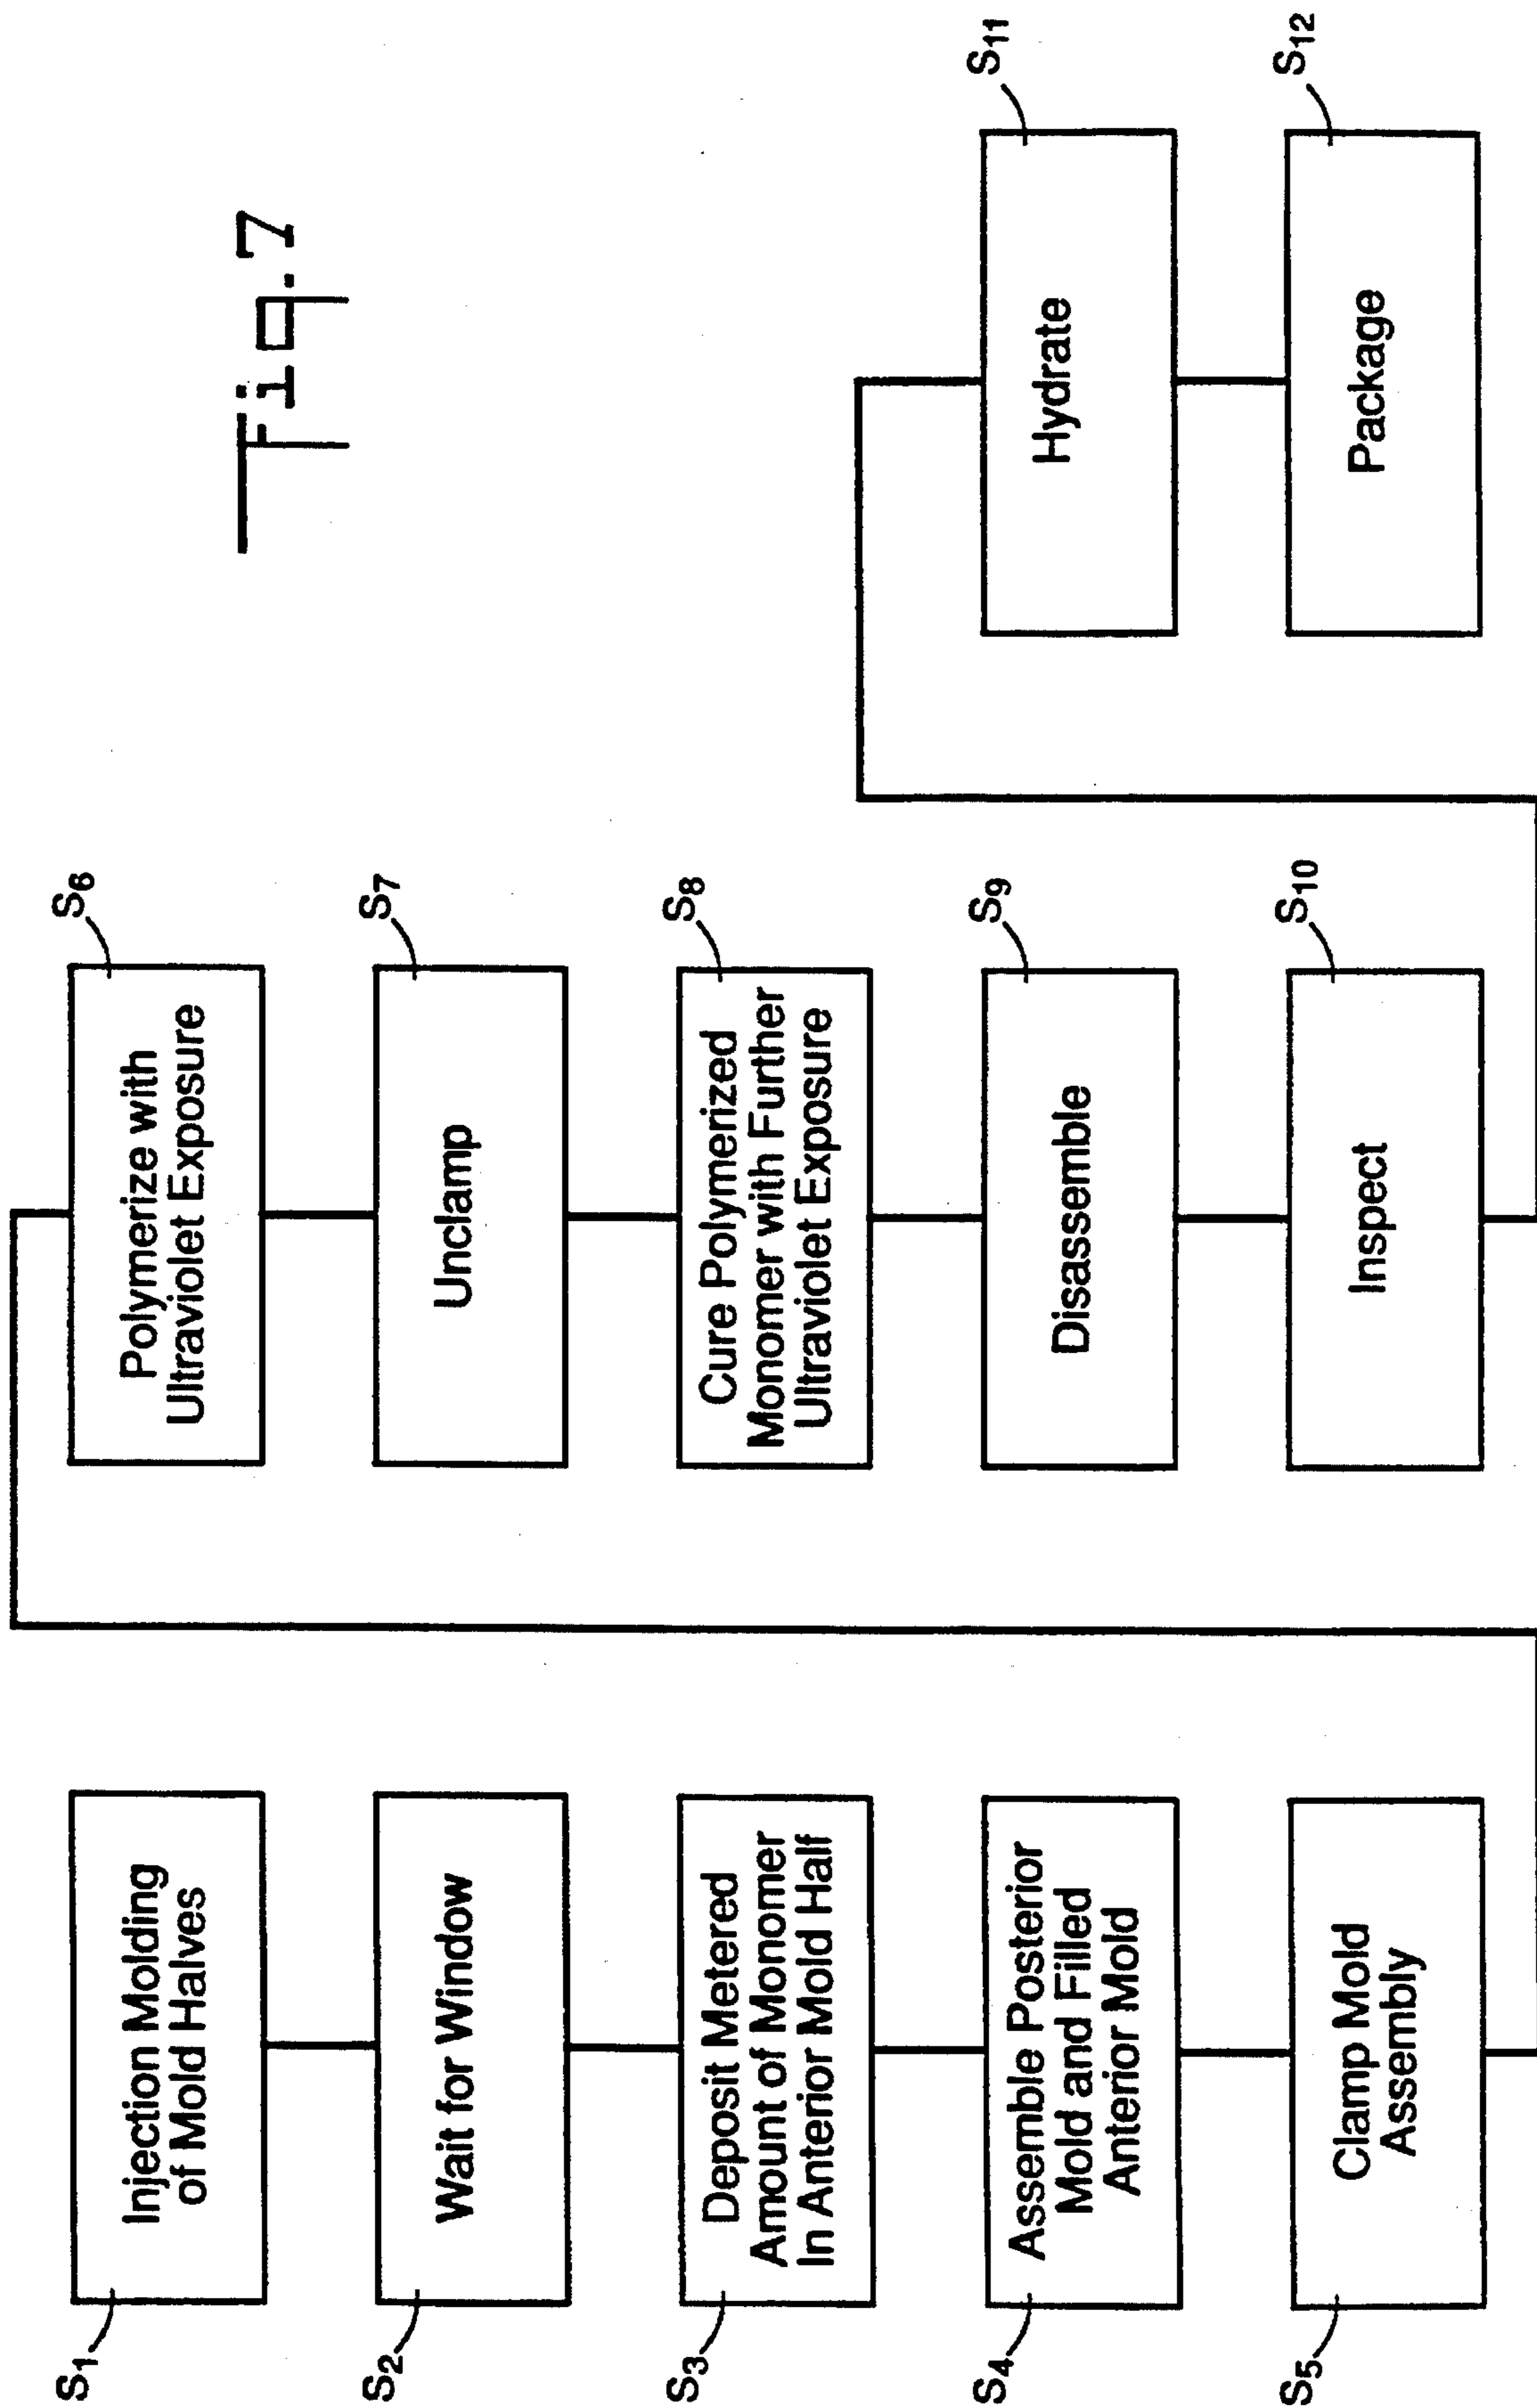 Fig.7
S1
Injection Molding
of Mold Halves
S2
Wait for Window
S3
Deposit Metered
Amount of Monomer
In Anterior Mold Half
S4
Assemble Posterior
Mold and Filled
Anterior Mold
S5
Clamp Mold
Assembly
S6
Polymerize with
Ultraviolet Exposure
S7
Unclamp
S8
Cure Polymerized
Monomer with Further
Ultraviolet Exposure
S9
Disassemble
S10
Inspect
S11
Hydrate
S12
Package